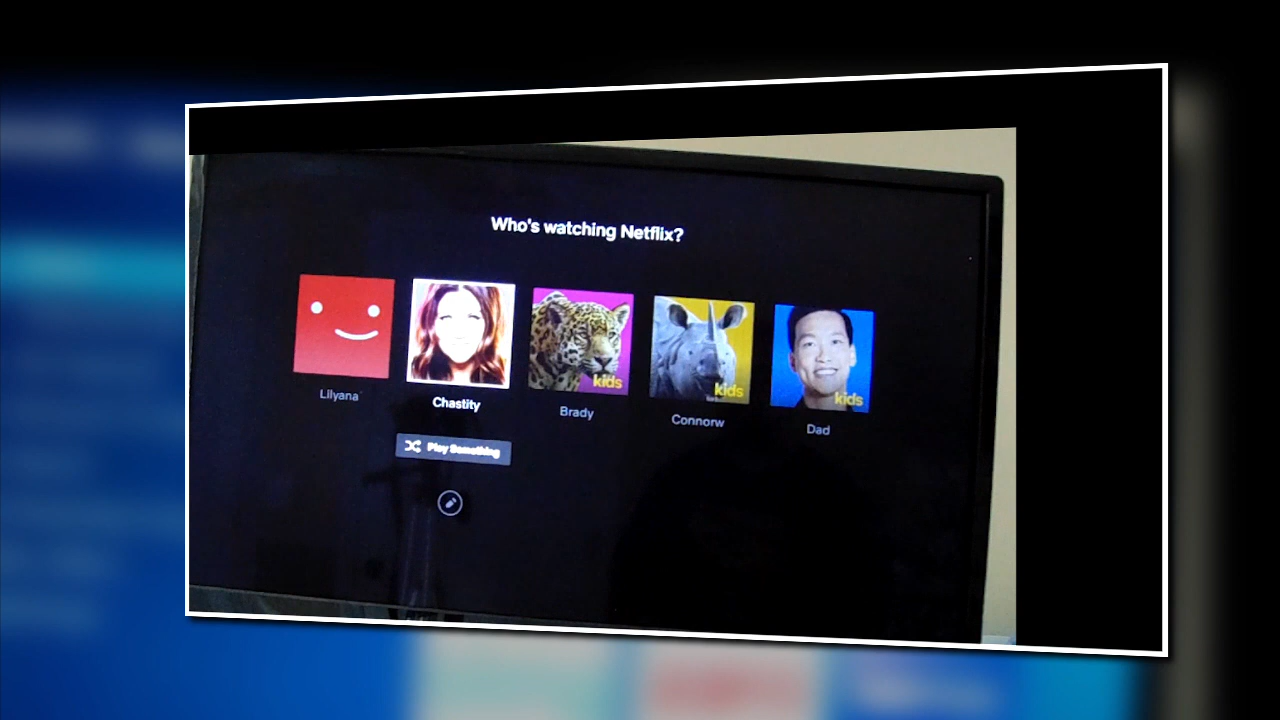 Who's watching Netflix?
kids
kids
kids
Lilyana
Chastity
Brady
Connorw
Dad
Play Something